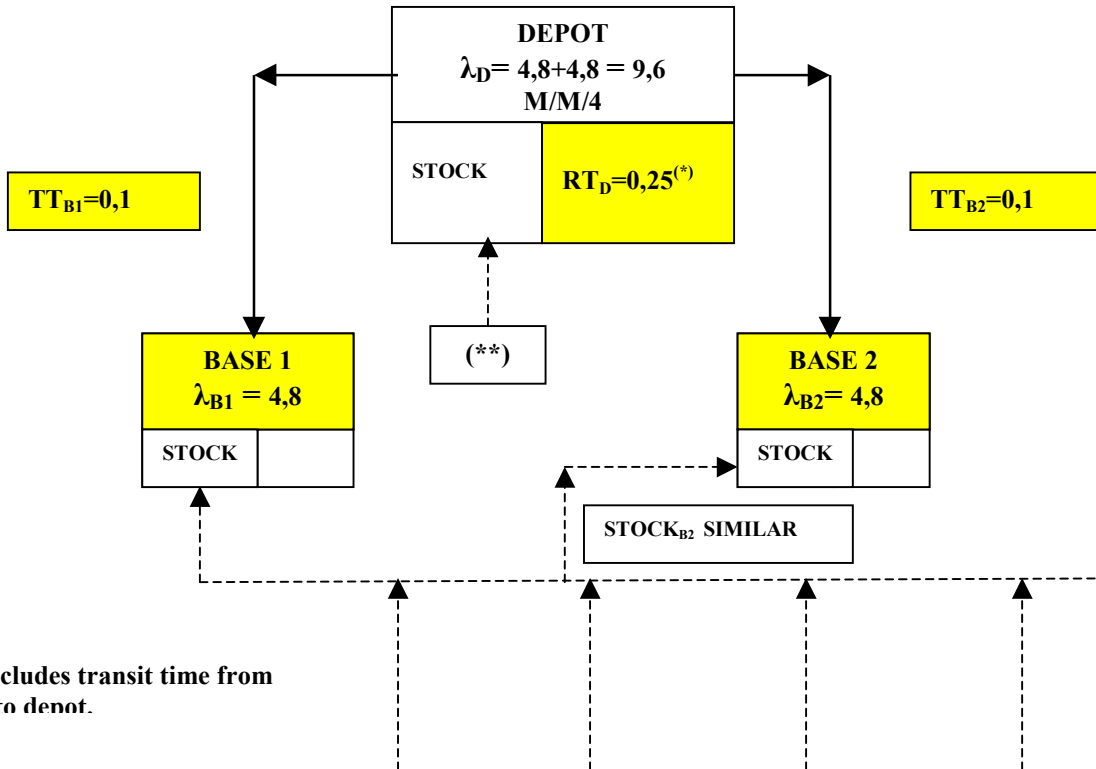 DEPOT
λD= 4,8+4,8 = 9,6
M/M/4
STOCK
RTD=0,25(*)
TTB1=0,1
TTB2=0,1
(**)
BASE 1
λB1 = 4,8
STOCK
BASE 2
λB2= 4,8
STOCK
STOCKB2 SIMILAR
cludes transit time from
to depot.